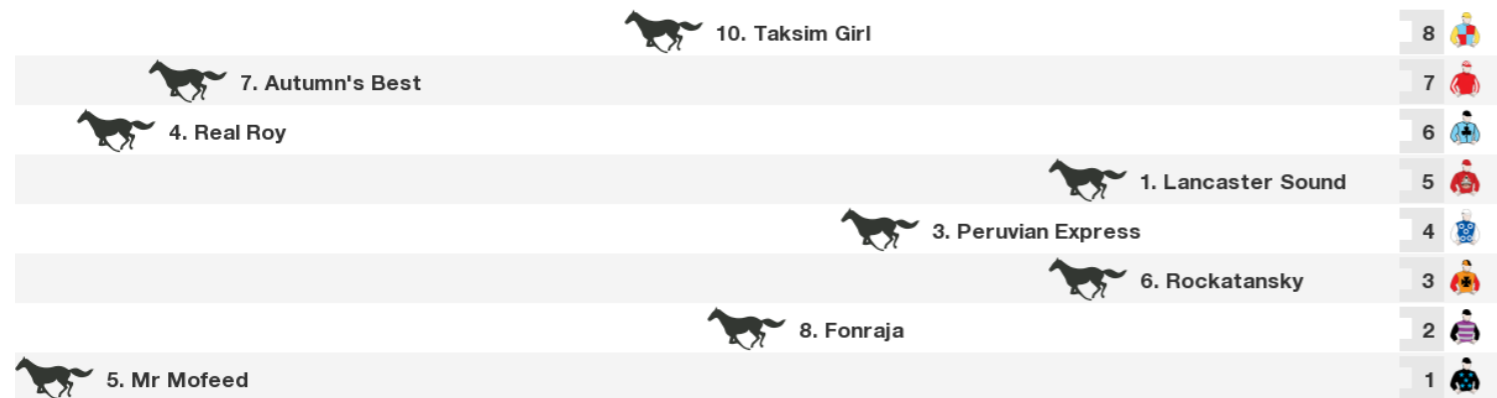 10. Taksim Girl 8
7. Autumn's Best 7
4. Real Roy 6
1. Lancaster Sound 5
3. Peruvian Express 4
6. Rockatansky 3
8. Fonraja 2
5. Mr Mofeed 1